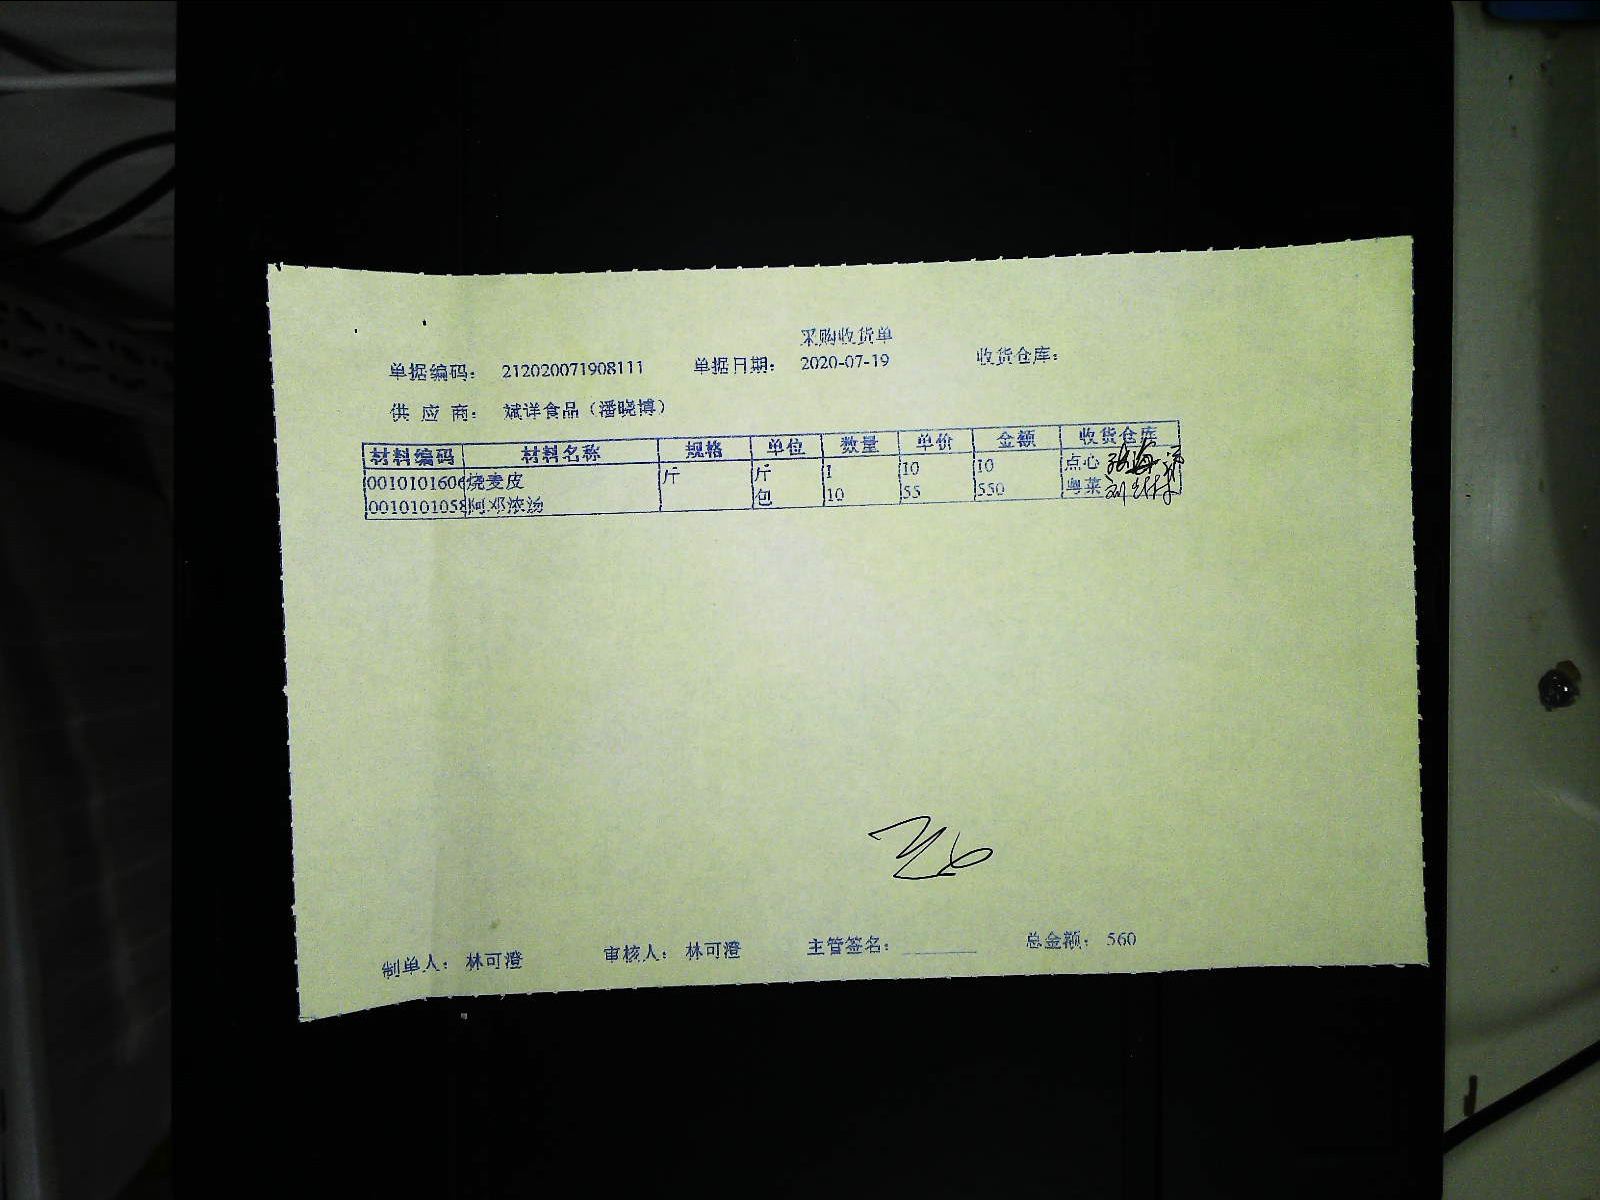 采购收货单
单据编码： 212020071908111 单据日期： 2020-07-19 收货仓库：
供 应 商： 斌详食品（潘晓博）
材料编码 材料名称 规格 单位 数量 单价 金额 收货仓库
0010101606 烧麦皮 斤 斤 1 10 10 点心
0010101058 阿邓浓汤 包 10 55 550 粤菜
制单人： 林可澄 审核人： 林可澄 主管签名： 总金额： 560